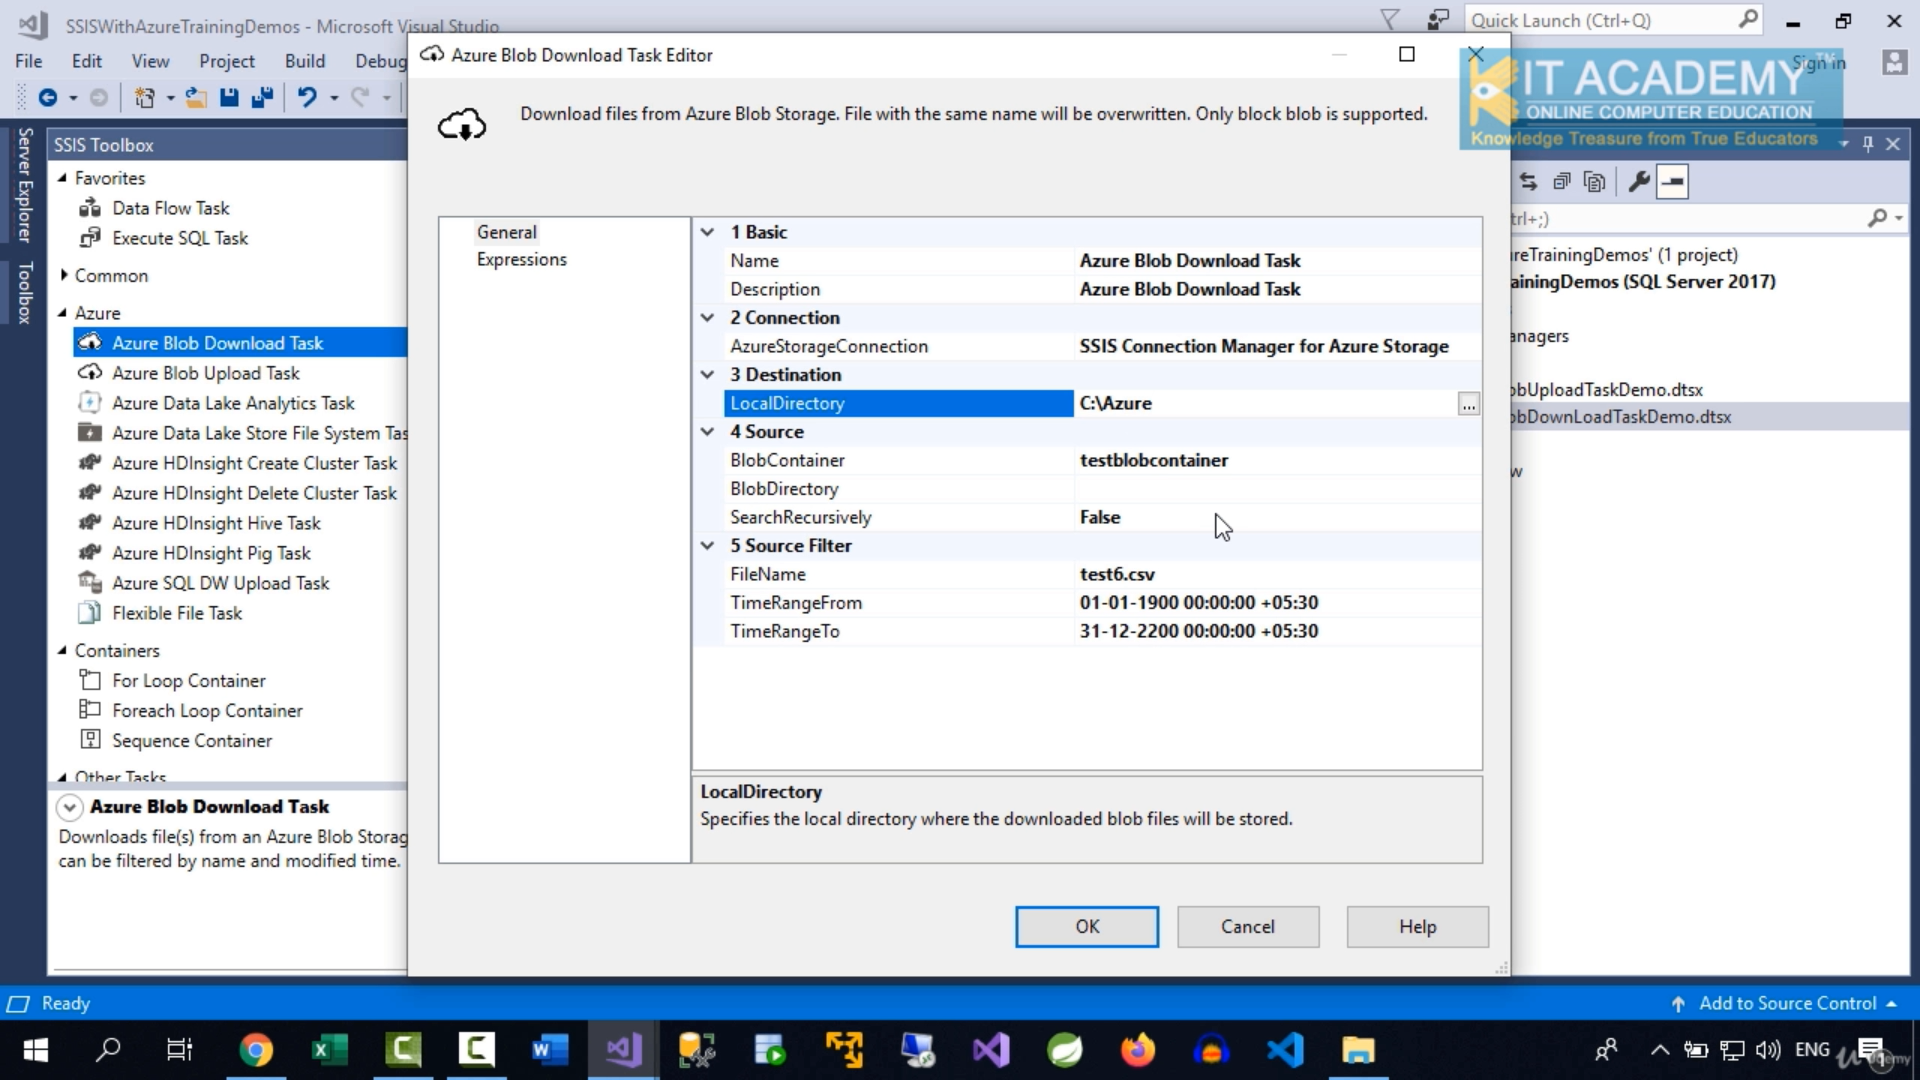 SSISWithAzureTrainingDemos - Microsoft Visual Studio
Quick Launch (Ctrl+Q)
File Edit View Project Build Debug
Sign in
Azure Blob Download Task Editor
Download files from Azure Blob Storage. File with the same name will be overwritten. Only block blob is supported.
KIT ACADEMY TM
ONLINE COMPUTER EDUCATION
Knowledge Treasure from True Educators
Server Explorer
Toolbox
SSIS Toolbox
Favorites
Data Flow Task
Execute SQL Task
Common
Azure
Azure Blob Download Task
Azure Blob Upload Task
Azure Data Lake Analytics Task
Azure Data Lake Store File System Tas
Azure HDInsight Create Cluster Task
Azure HDInsight Delete Cluster Task
Azure HDInsight Hive Task
Azure HDInsight Pig Task
Azure SQL DW Upload Task
Flexible File Task
Containers
For Loop Container
Foreach Loop Container
Sequence Container
Other Tasks
Azure Blob Download Task
Downloads file(s) from an Azure Blob Storag
can be filtered by name and modified time.
General
Expressions
1 Basic
Name Azure Blob Download Task
Description Azure Blob Download Task
2 Connection
AzureStorageConnection SSIS Connection Manager for Azure Storage
3 Destination
LocalDirectory C:\Azure ...
4 Source
BlobContainer testblobcontainer
BlobDirectory
SearchRecursively False
5 Source Filter
FileName test6.csv
TimeRangeFrom 01-01-1900 00:00:00 +05:30
TimeRangeTo 31-12-2200 00:00:00 +05:30
LocalDirectory
Specifies the local directory where the downloaded blob files will be stored.
OK Cancel Help
trl+;)
reTrainingDemos' (1 project)
ainingDemos (SQL Server 2017)
anagers
obUploadTaskDemo.dtsx
obDownLoadTaskDemo.dtsx
w
Ready
Add to Source Control
ENG
udemy